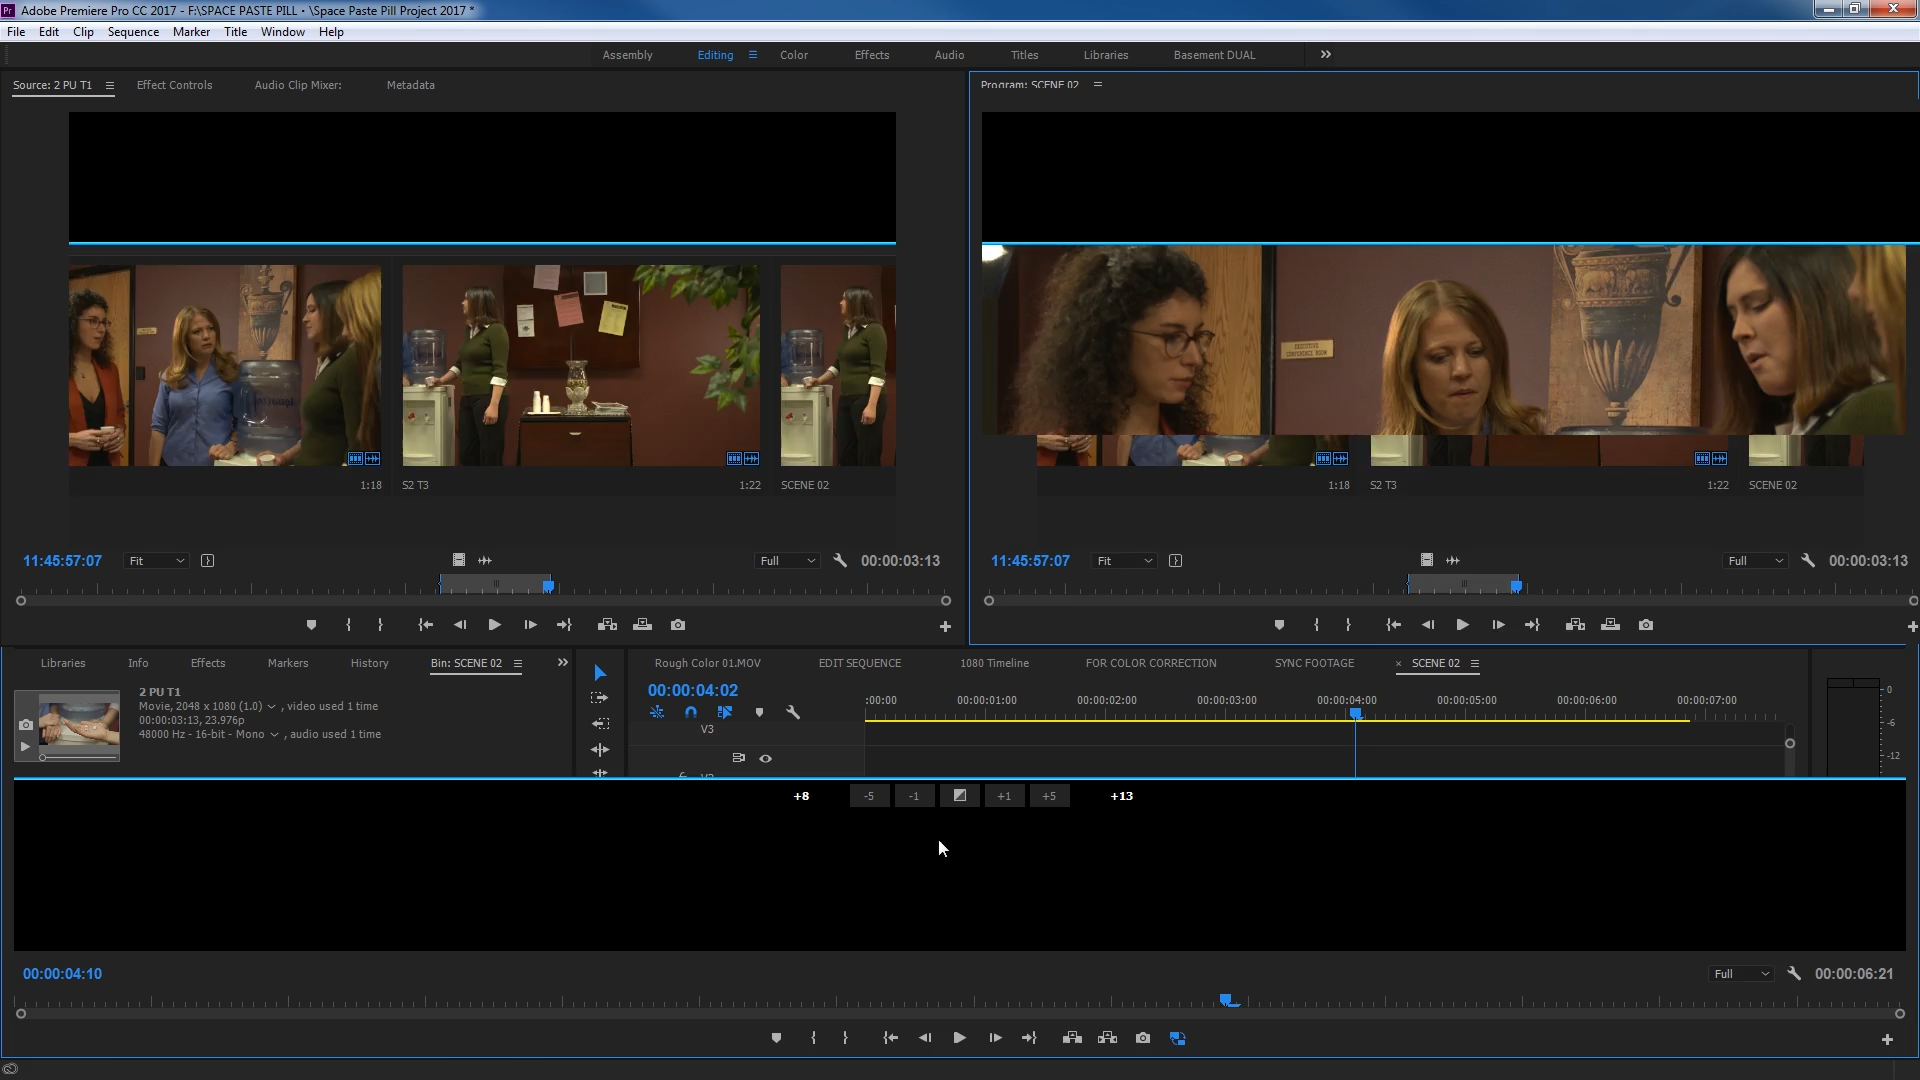 Pr Adobe Premiere Pro CC 2017 - F:\SPACE PASTE PILL - \Space Paste Pill Project 2017 *
File Edit Clip Sequence Marker Title Window Help
Assembly Editing Color Effects Audio Titles Libraries Basement DUAL
Source: 2 PU T1 Effect Controls Audio Clip Mixer: Metadata
Program: SCENE 02
EXECUTIVE
CONFERENCE ROOM
1:18 S2 T3 1:22 SCENE 02
1:18 S2 T3 1:22 SCENE 02
11:45:57:07 Fit Full 00:00:03:13
11:45:57:07 Fit Full 00:00:03:13
Libraries Info Effects Markers History Bin: SCENE 02
Rough Color 01.MOV EDIT SEQUENCE 1080 Timeline FOR COLOR CORRECTION SYNC FOOTAGE × SCENE 02
2 PU T1
Movie, 2048 x 1080 (1.0) , video used 1 time
00:00:03:13, 23.976p
48000 Hz - 16-bit - Mono , audio used 1 time
00:00:04:02
:00:00 00:00:01:00 00:00:02:00 00:00:03:00 00:00:04:00 00:00:05:00 00:00:06:00 00:00:07:00
V3
V2
0
-6
-12
+8 -5 -1 +1 +5 +13
00:00:04:10 Full 00:00:06:21